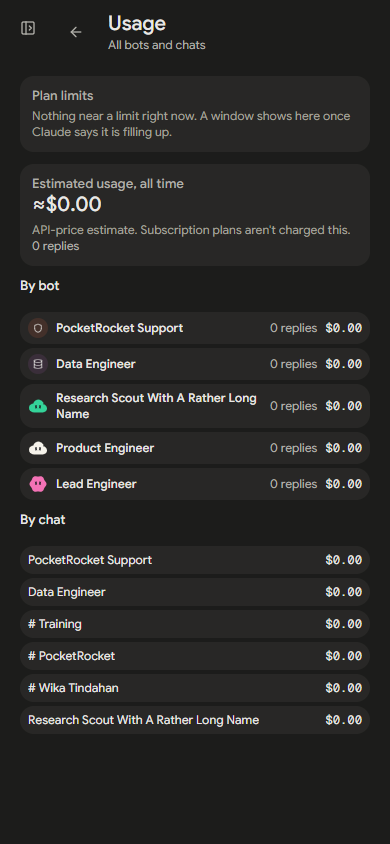 Usage
All bots and chats
Plan limits
Nothing near a limit right now. A window shows here once
Claude says it is filling up.
Estimated usage, all time
≈$0.00
API-price estimate. Subscription plans aren't charged this.
0 replies
By bot
PocketRocket Support 0 replies $0.00
Data Engineer 0 replies $0.00
Research Scout With A Rather Long
Name 0 replies $0.00
Product Engineer 0 replies $0.00
Lead Engineer 0 replies $0.00
By chat
PocketRocket Support $0.00
Data Engineer $0.00
# Training $0.00
# PocketRocket $0.00
# Wika Tindahan $0.00
Research Scout With A Rather Long Name $0.00